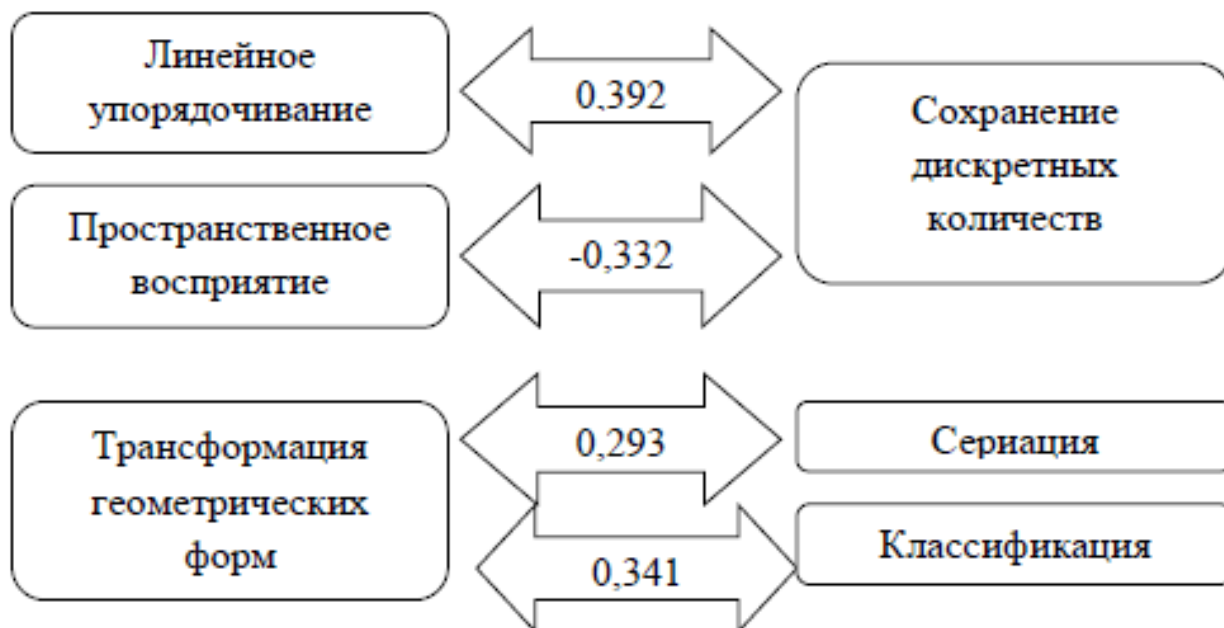 Линейное
упорядочивание
0,392
Сохранение
дискретных
количеств
Пространственное
восприятие
-0,332
Трансформация
геометрических
форм
0,293
Сериация
0,341
Классификация